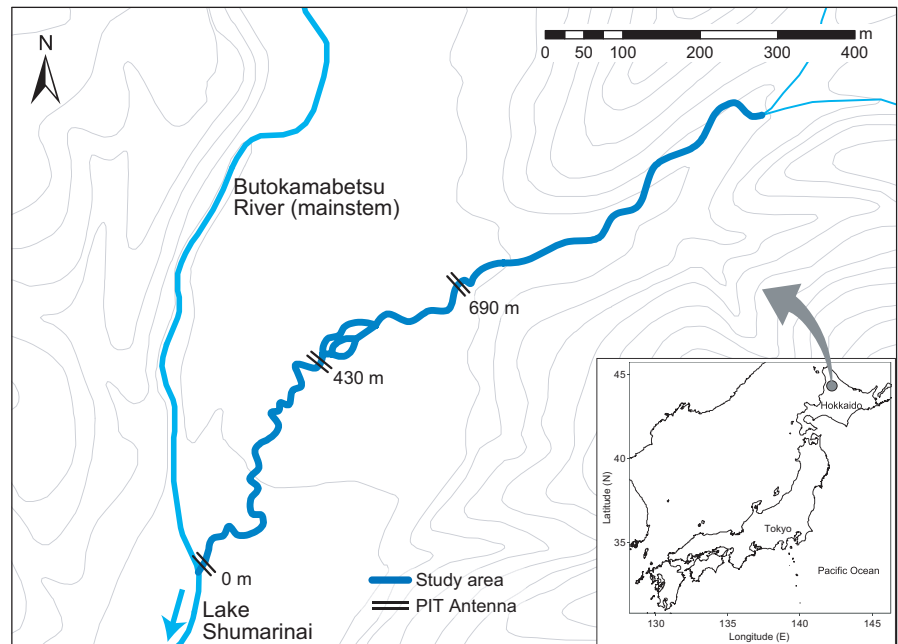 N
m
0 50 100 200 300 400
Butokamabetsu
River (mainstem)
690 m
430 m
0 m
Lake
Shumarinai
Study area
PIT Antenna
45
40
35
Latitude (N)
Hokkaido
Tokyo
Pacific Ocean
130 135 140 145
Longitude (E)